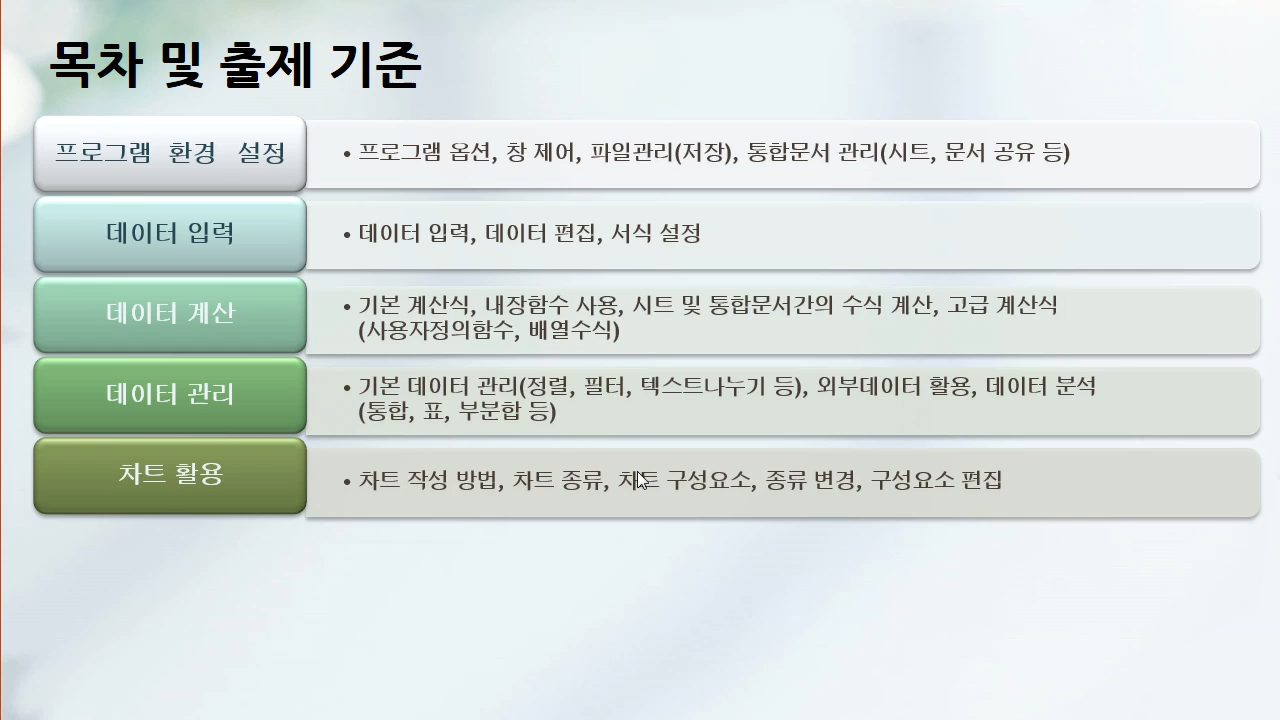 목차 및 출제 기준
프로그램 환경 설정
• 프로그램 옵션, 창 제어, 파일관리(저장), 통합문서 관리(시트, 문서 공유 등)
데이터 입력
• 데이터 입력, 데이터 편집, 서식 설정
데이터 계산
• 기본 계산식, 내장함수 사용, 시트 및 통합문서간의 수식 계산, 고급 계산식
(사용자정의함수, 배열수식)
데이터 관리
• 기본 데이터 관리(정렬, 필터, 텍스트나누기 등), 외부데이터 활용, 데이터 분석
(통합, 표, 부분합 등)
차트 활용
• 차트 작성 방법, 차트 종류, 차트 구성요소, 종류 변경, 구성요소 편집